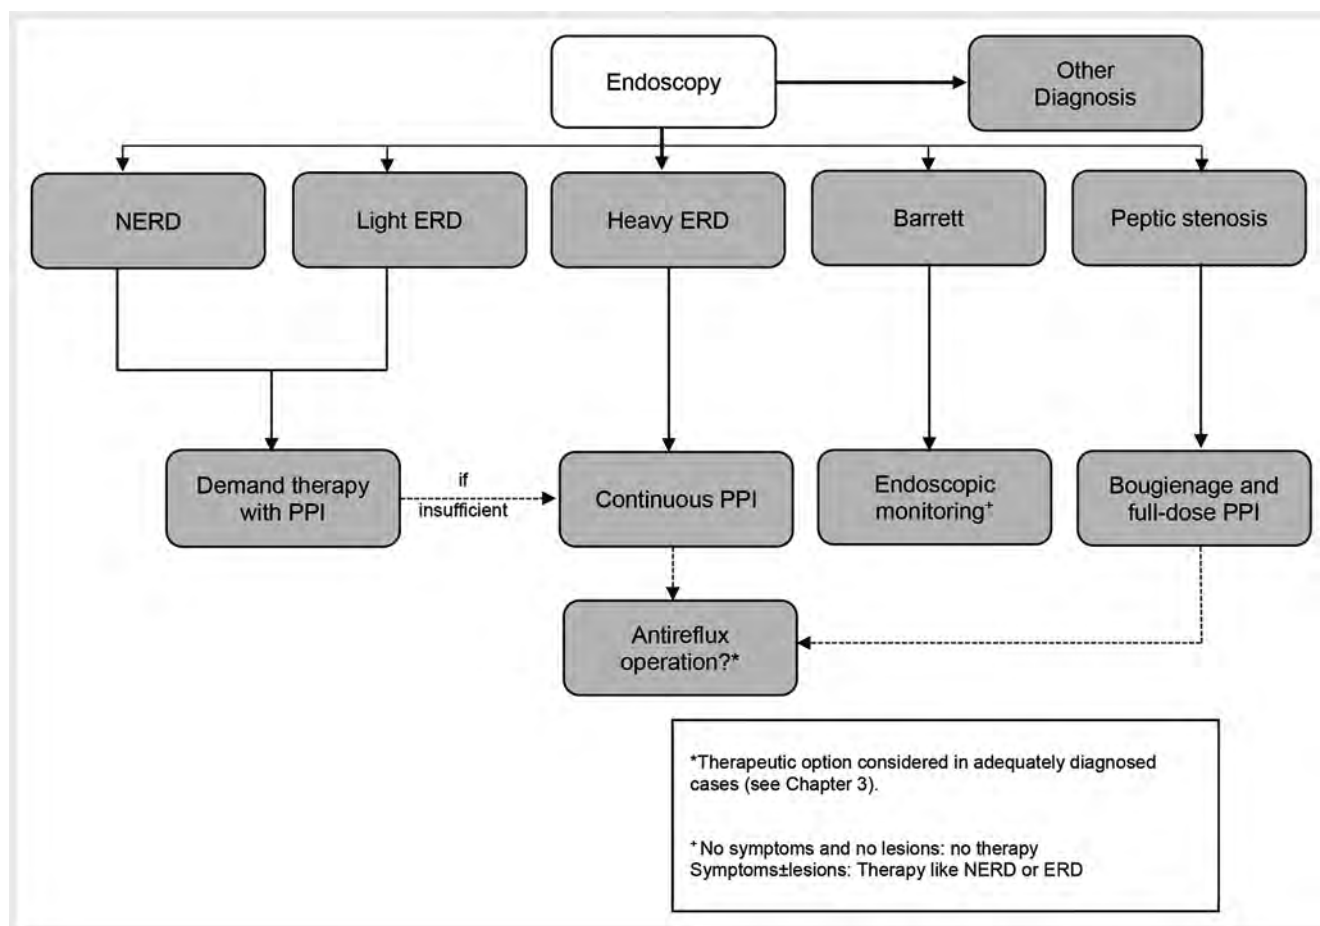 Endoscopy
Other
Diagnosis
NERD
Light ERD
Heavy ERD
Barrett
Peptic stenosis
Demand therapy
with PPI
if
insufficient
Continuous PPI
Endoscopic
monitoring⁺
Bougienage and
full-dose PPI
Antireflux
operation?*
*Therapeutic option considered in adequately diagnosed
cases (see Chapter 3).
⁺No symptoms and no lesions: no therapy
Symptoms±lesions: Therapy like NERD or ERD